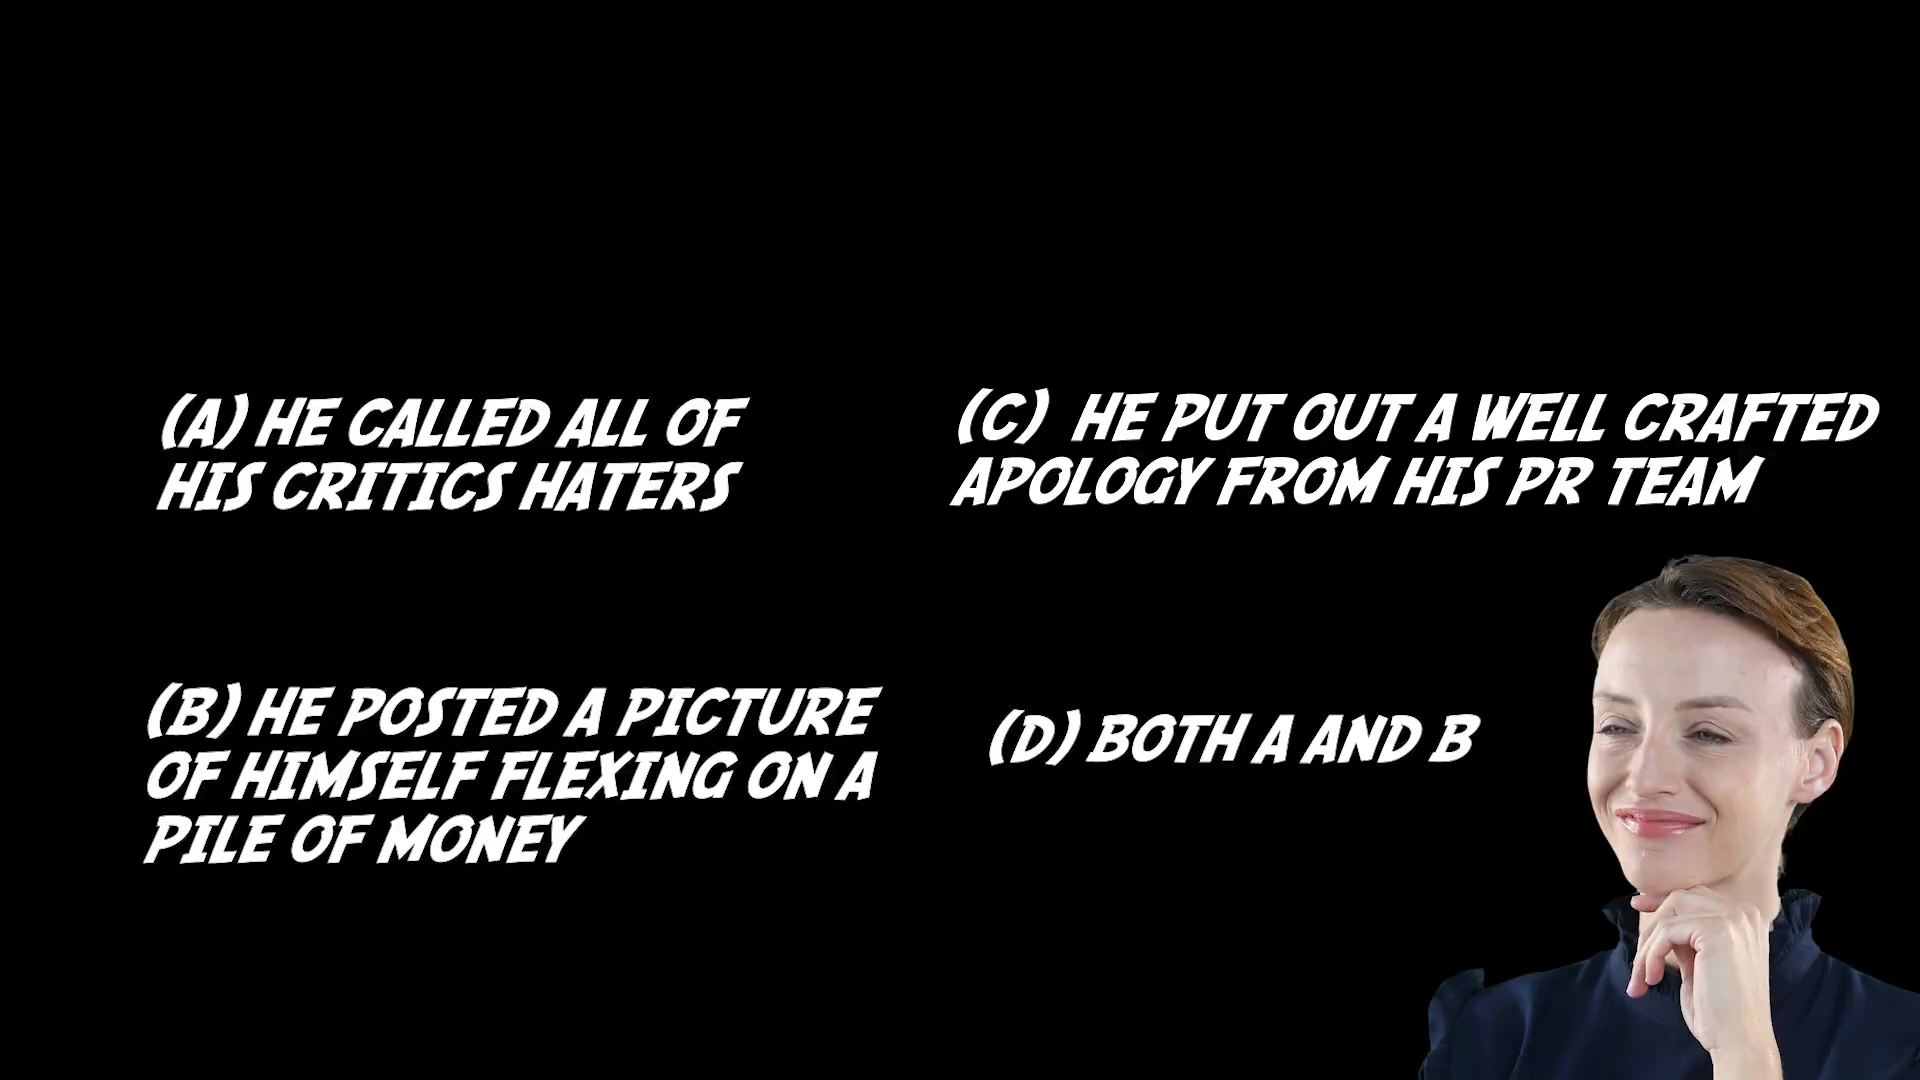 (A) HE CALLED ALL OF
HIS CRITICS HATERS
(B) HE POSTED A PICTURE
OF HIMSELF FLEXING ON A
PILE OF MONEY
(C) HE PUT OUT A WELL CRAFTED
APOLOGY FROM HIS PR TEAM
(D) BOTH A AND B